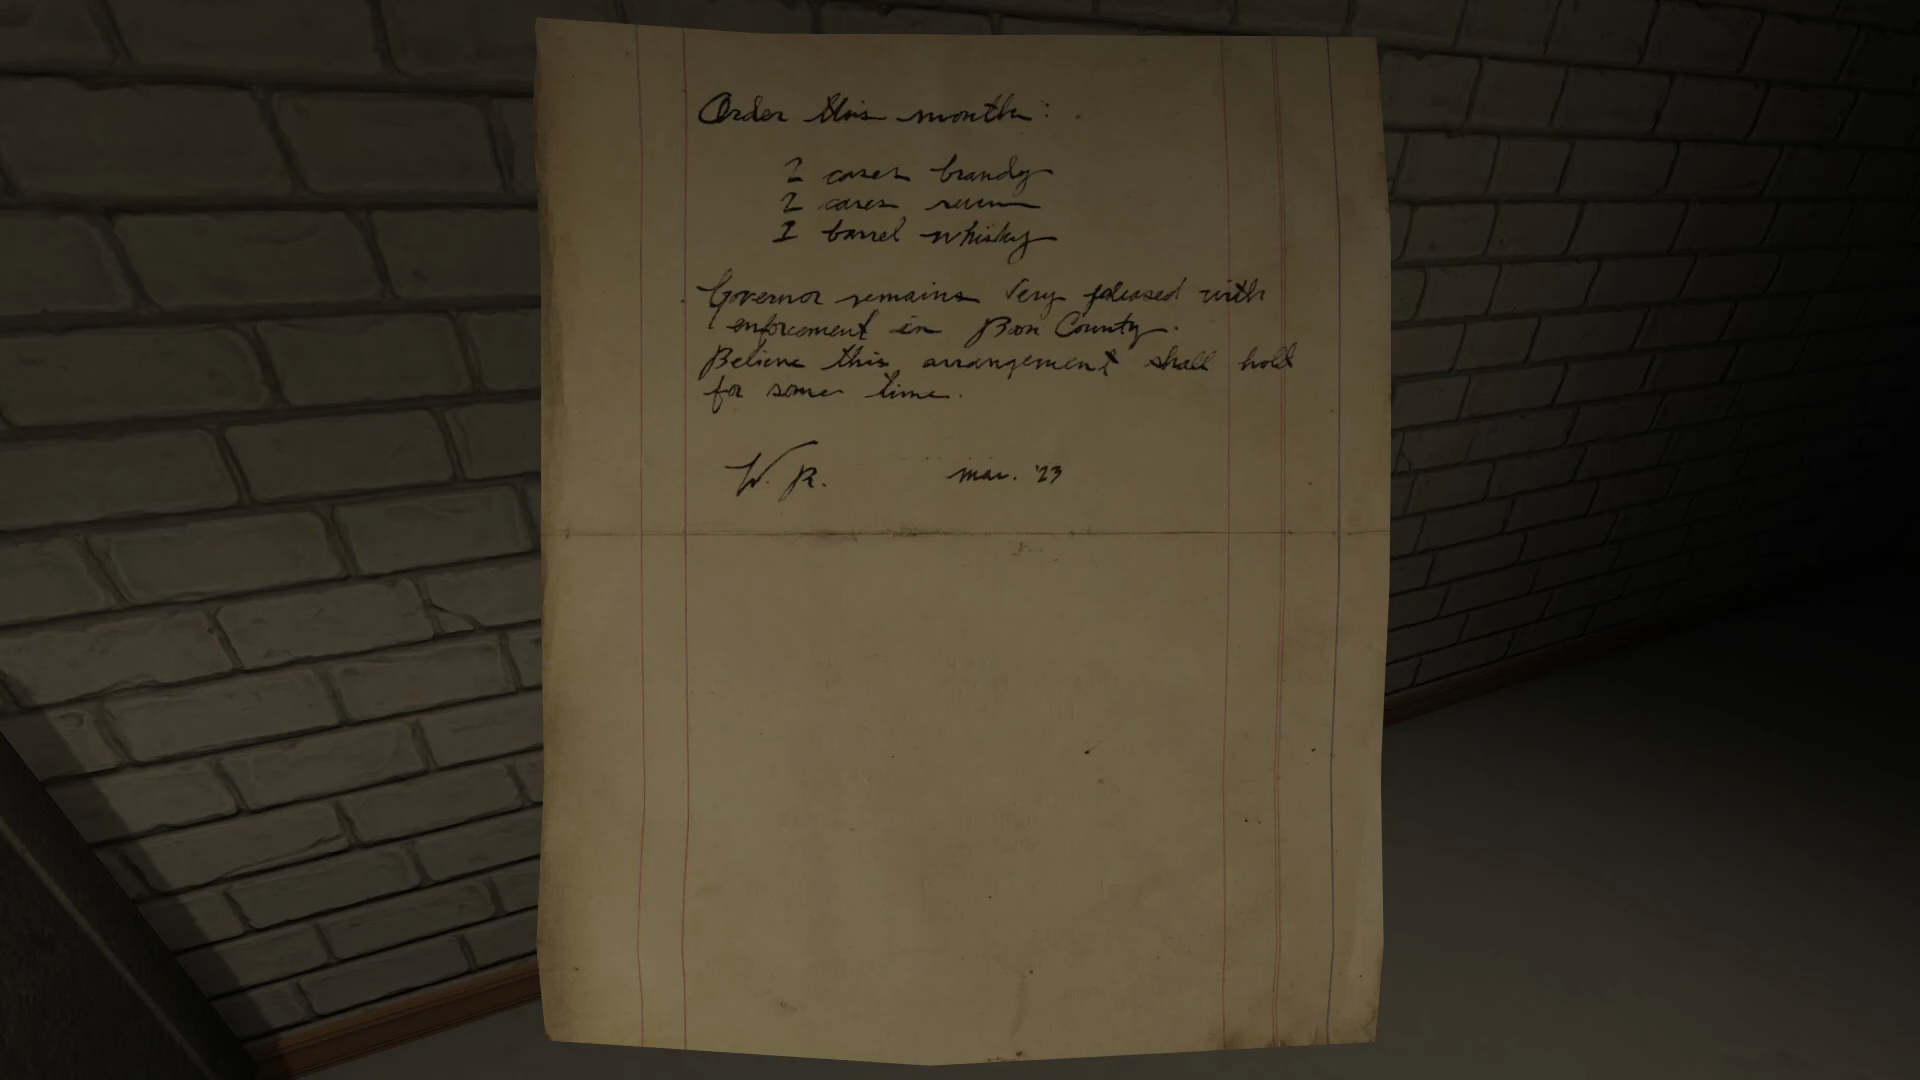 Order this month:
2 cases brandy
2 cases rum
1 barrel whisky
Governor remains very pleased with
enforcement in Boon County.
Believe this arrangement shall hold
for some time.
W. R. mar. '23